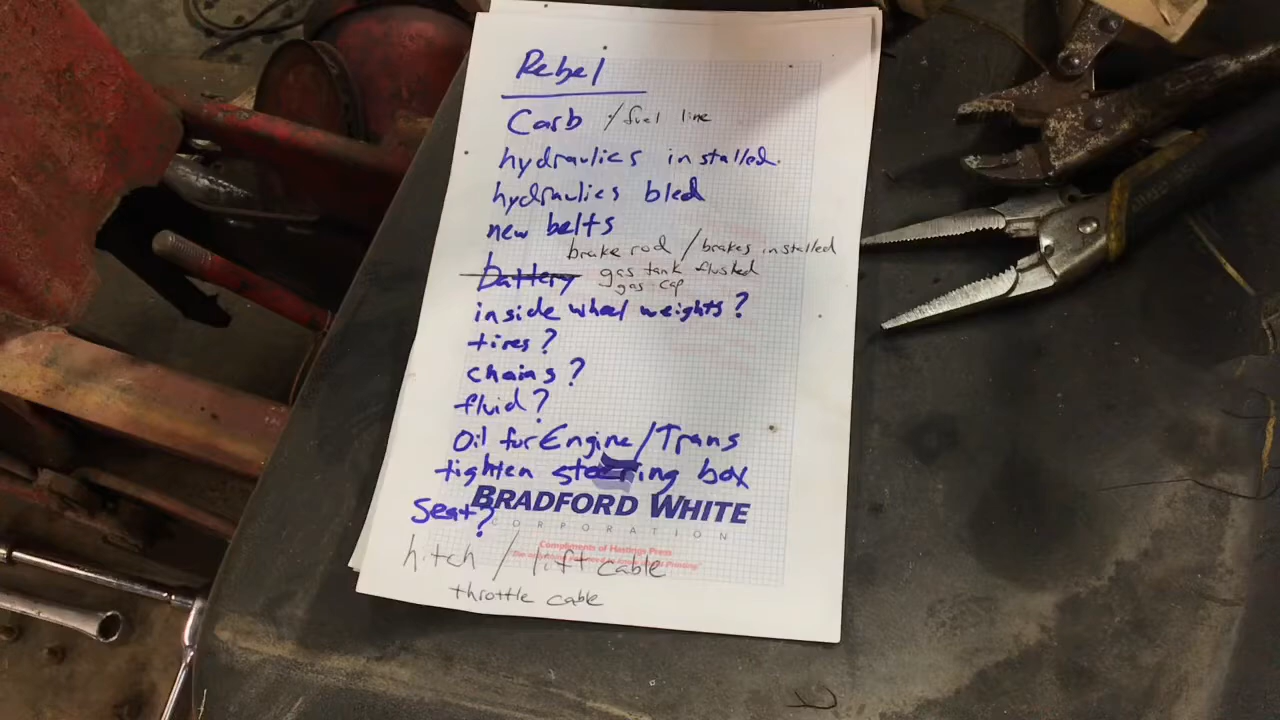 Rebel
Carb / fuel line
hydraulics installed.
hydraulics bled
new belts
brake rod / brakes installed
battery gas tank flushed
gas cap
inside wheel weights?
tires?
chains?
fluid?
Oil for Engine/Trans
tighten steering box
BRADFORD WHITE
Seat?
CORPORATION
Compliments of Hastings Press
hitch / lift cable
throttle cable